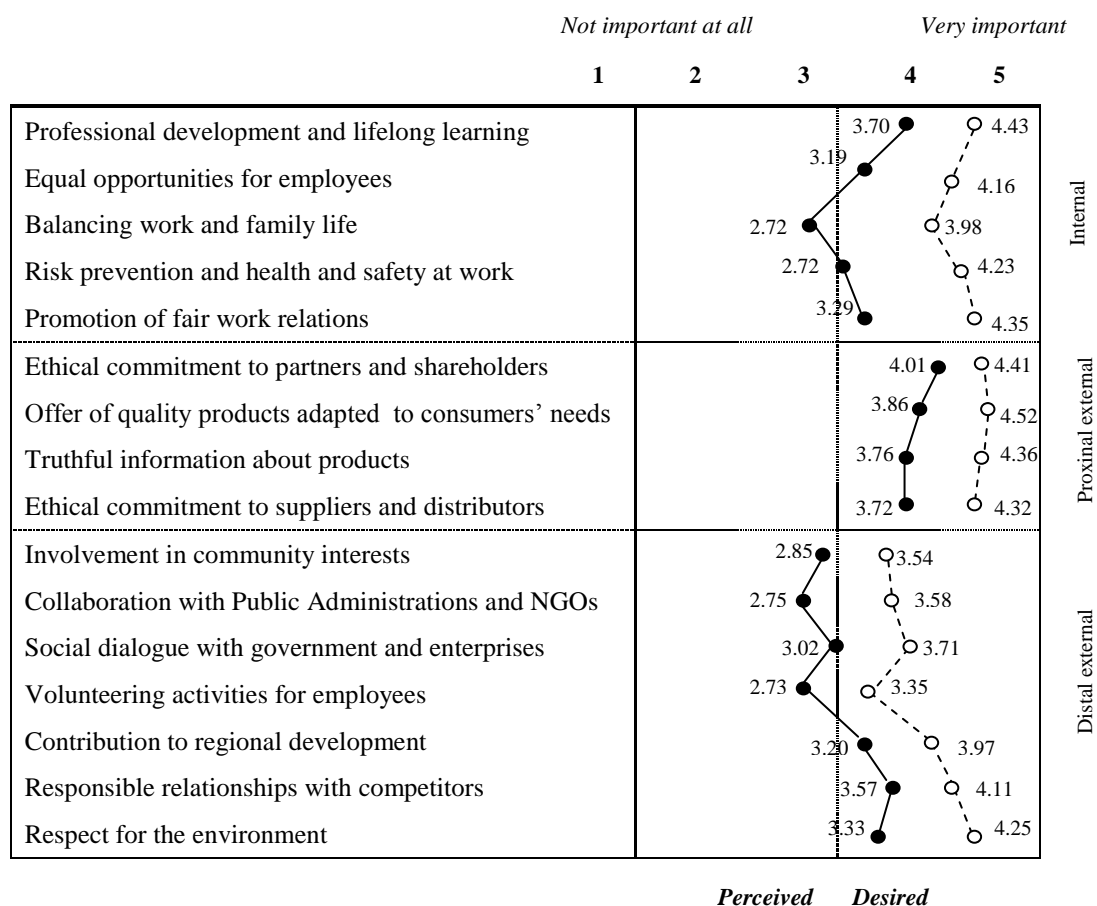 Not important at all Very important
1 2 3 4 5
Professional development and lifelong learning 3.70 4.43
Equal opportunities for employees 3.19 4.16
Balancing work and family life 2.72 3.98
Risk prevention and health and safety at work 2.72 4.23
Promotion of fair work relations 3.29 4.35
Internal
Ethical commitment to partners and shareholders 4.01 4.41
Offer of quality products adapted to consumers’ needs 3.86 4.52
Truthful information about products 3.76 4.36
Ethical commitment to suppliers and distributors 3.72 4.32
Proxinal external
Involvement in community interests 2.85 3.54
Collaboration with Public Administrations and NGOs 2.75 3.58
Social dialogue with government and enterprises 3.02 3.71
Volunteering activities for employees 2.73 3.35
Contribution to regional development 3.20 3.97
Responsible relationships with competitors 3.57 4.11
Respect for the environment 3.33 4.25
Distal external
Perceived Desired